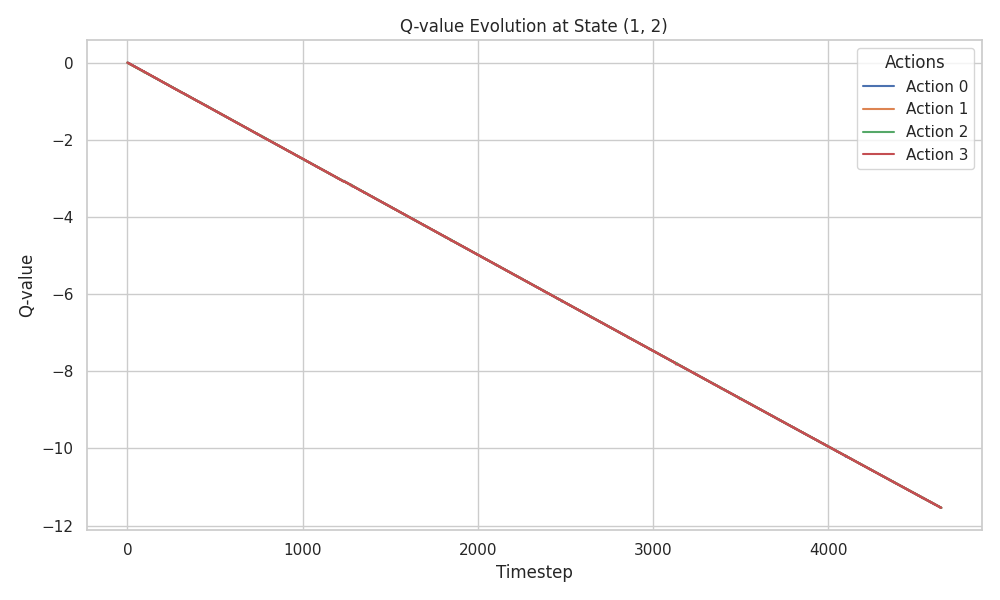 Q-value Evolution at State (1, 2)
Actions
Action 0
Action 1
Action 2
Action 3
Q-value
0
−2
−4
−6
−8
−10
−12
0 1000 2000 3000 4000
Timestep